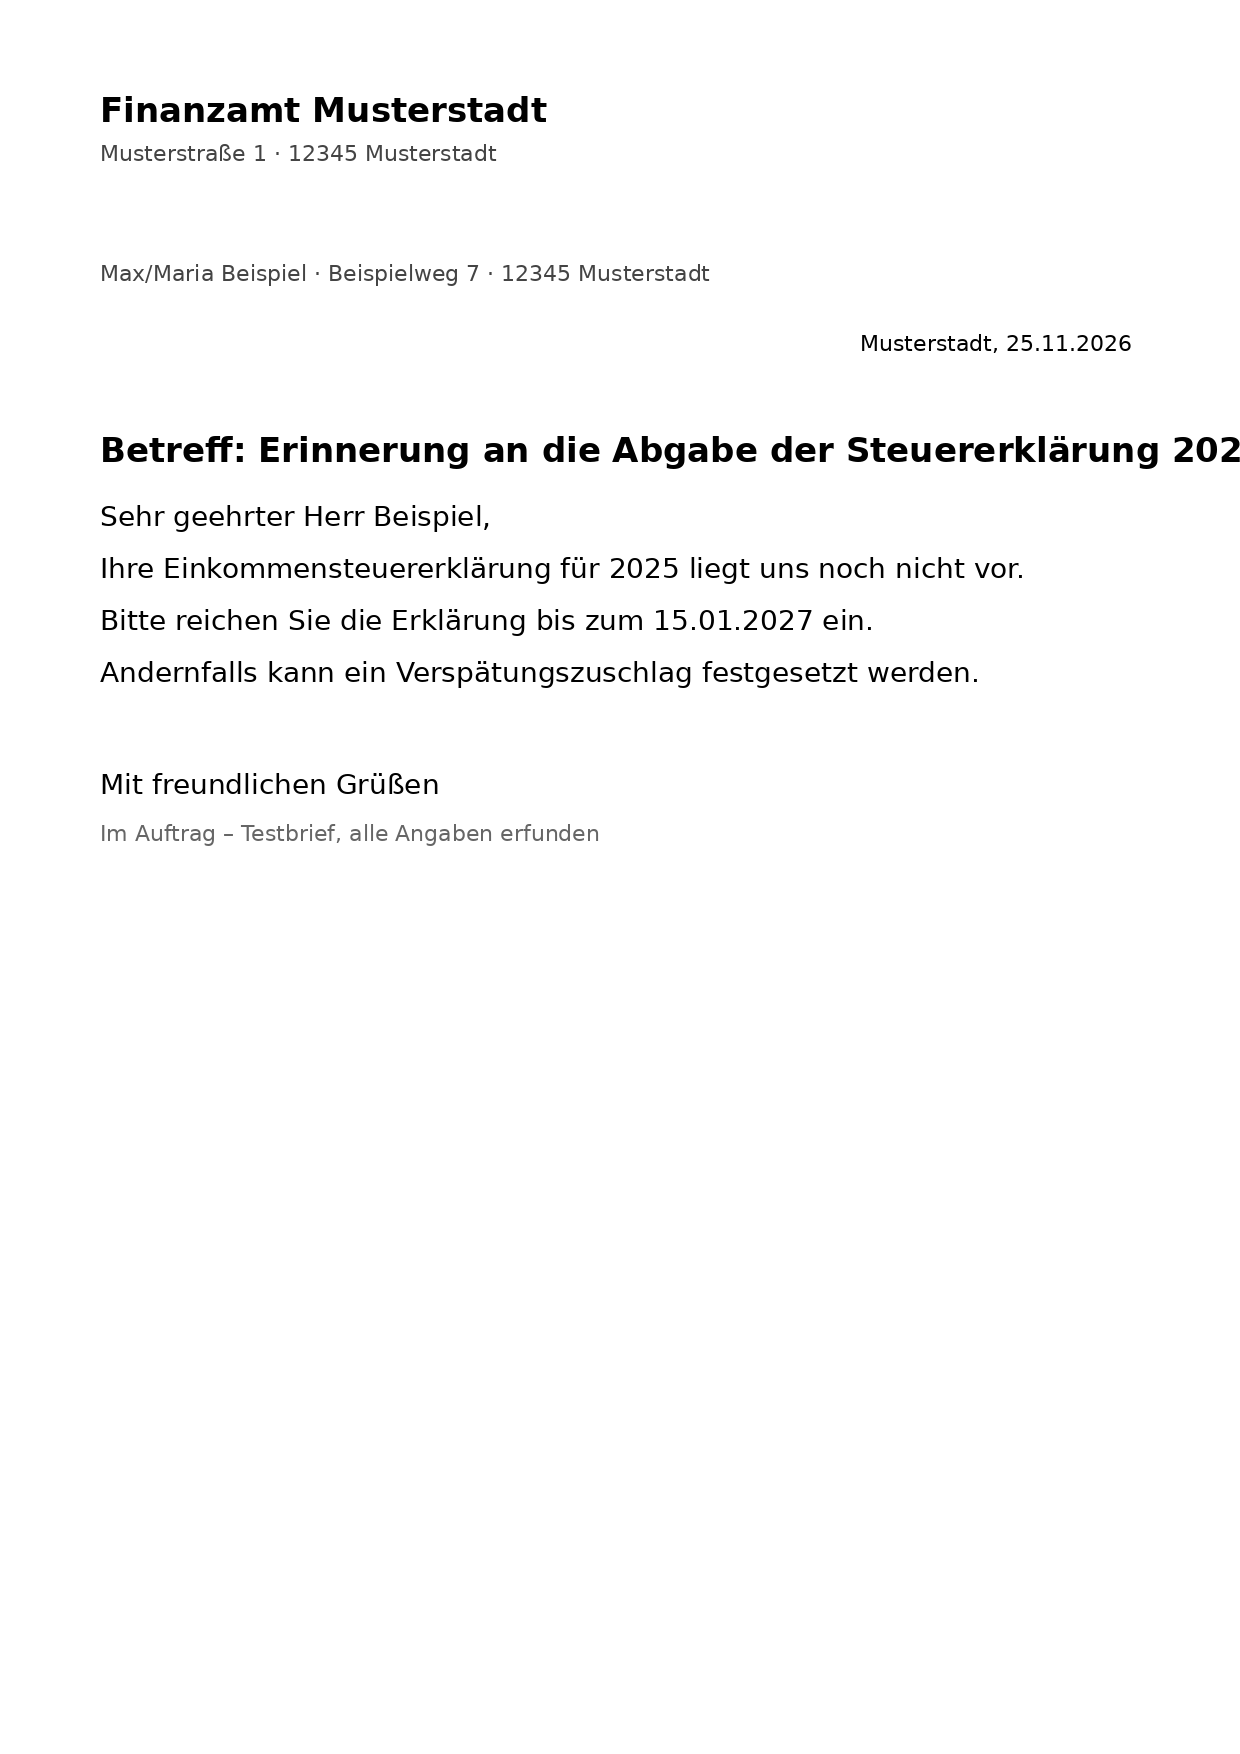 Finanzamt Musterstadt
Musterstraße 1 · 12345 Musterstadt
Max/Maria Beispiel · Beispielweg 7 · 12345 Musterstadt
Musterstadt, 25.11.2026
Betreff: Erinnerung an die Abgabe der Steuererklärung 202
Sehr geehrter Herr Beispiel,
Ihre Einkommensteuererklärung für 2025 liegt uns noch nicht vor.
Bitte reichen Sie die Erklärung bis zum 15.01.2027 ein.
Andernfalls kann ein Verspätungszuschlag festgesetzt werden.
Mit freundlichen Grüßen
Im Auftrag – Testbrief, alle Angaben erfunden